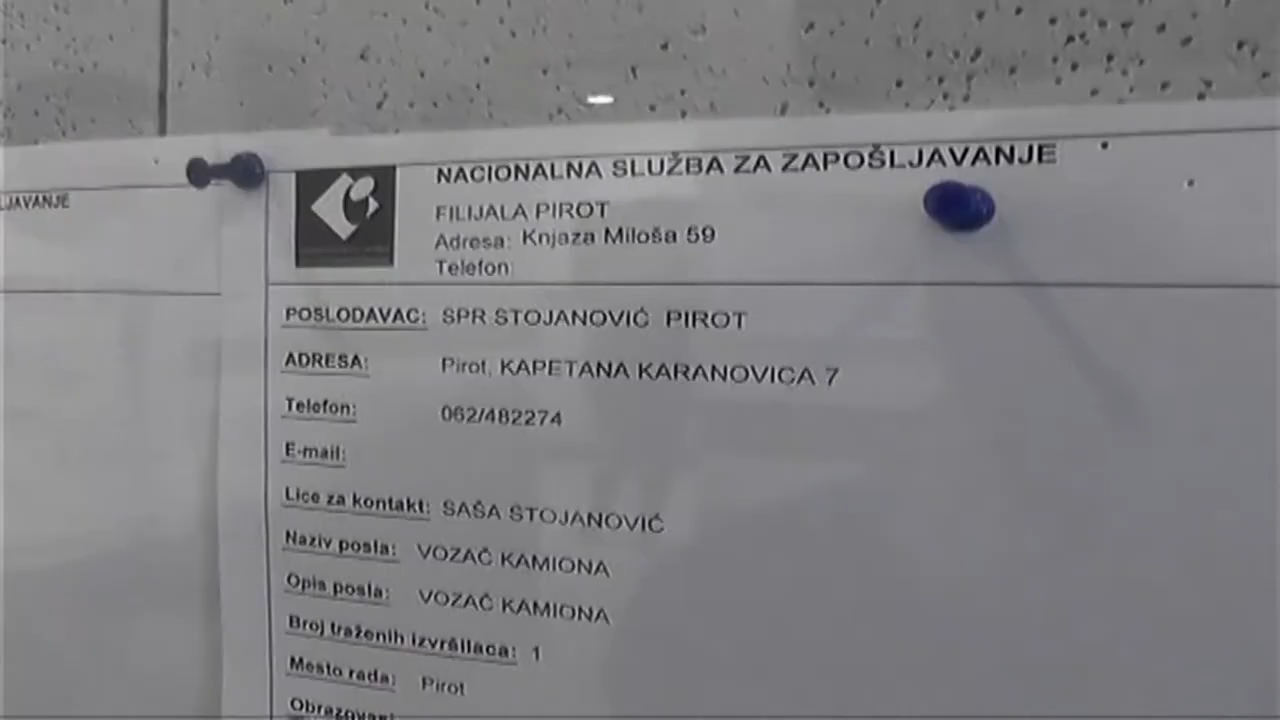 LJAVANJE
NACIONALNA SLUŽBA ZA ZAPOŠLJAVANJE
FILIJALA PIROT
Adresa: Knjaza Miloša 59
Telefon:
POSLODAVAC: SPR STOJANOVIĆ PIROT
ADRESA: Pirot, KAPETANA KARANOVICA 7
Telefon: 062/482274
E-mail:
Lice za kontakt: SAŠA STOJANOVIĆ
Naziv posla: VOZAČ KAMIONA
Opis posla: VOZAČ KAMIONA
Broj traženih izvršilaca: 1
Mesto rada: Pirot
Obrazovan